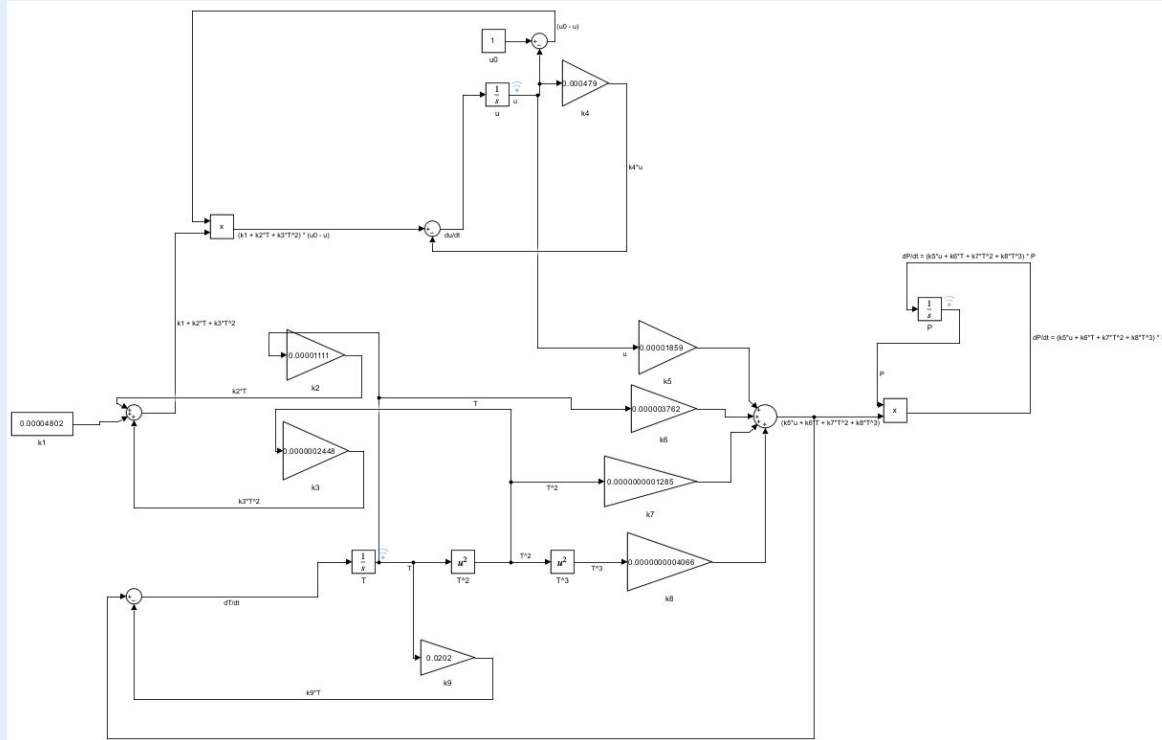 (u0 - u)
1
u0
1
s
u
u
0.000479
k4
k4*u
x
(k1 + k2*T + k3*T^2) * (u0 - u)
du/dt
dP/dt = (k5*u + k6*T + k7*T^2 + k8*T^3) * P
1
s
P
dP/dt = (k5*u + k6*T + k7*T^2 + k8*T^3) *
k1 + k2*T + k3*T^2
0.00001111
k2
u
0.00001859
k5
P
k2*T
T
0.00004802
k1
0.000003762
k6
x
(k5*u + k6*T + k7*T^2 + k8*T^3)
0.0000002448
k3
k3*T^2
T^2
0.0000000001285
k7
1
s
T
T
u²
T^2
T^2
u²
T^3
T^3
0.0000000004066
k8
dT/dt
0.0202
k9
k9*T